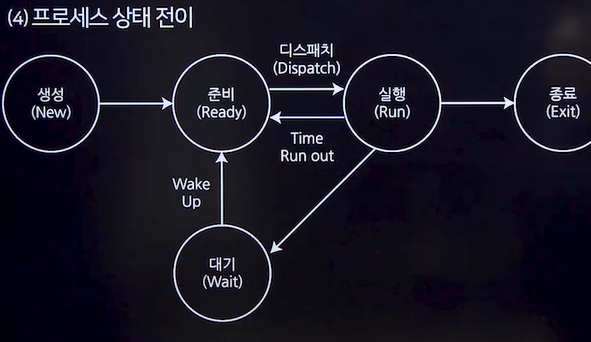 (4) 프로세스 상태 전이
디스패치
(Dispatch)
생성
(New)
준비
(Ready)
실행
(Run)
종료
(Exit)
Time
Run out
Wake
Up
대기
(Wait)